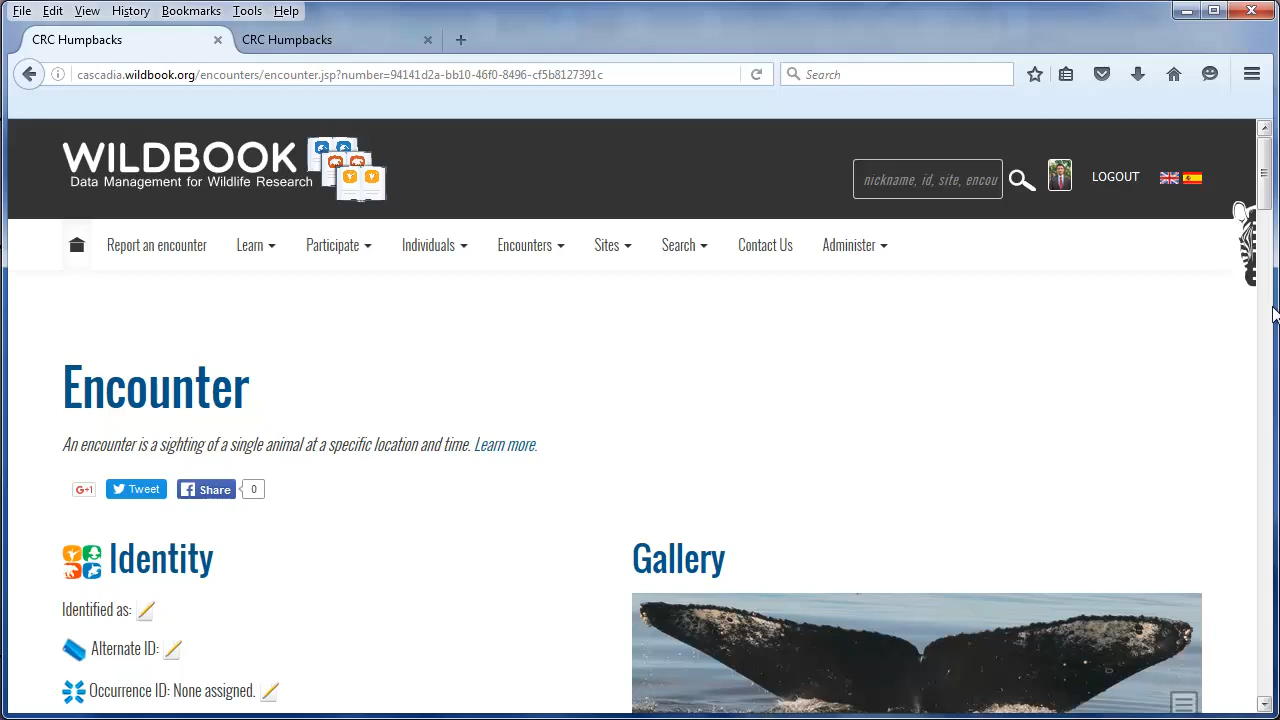 File Edit View History Bookmarks Tools Help
CRC Humpbacks CRC Humpbacks
cascadia.wildbook.org/encounters/encounter.jsp?number=94141d2a-bb10-46f0-8496-cf583127391c Search
WILDBOOK
Data Management for Wildlife Research
nickname, id, site, encou LOGOUT
Report an encounter Learn Participate Individuals Encounters Sites Search Contact Us Administer
Encounter
An encounter is a sighting of a single animal at a specific location and time. Learn more.
G+1 Tweet Share 0
Identity Gallery
Identified as:
Alternate ID:
Occurrence ID: None assigned.